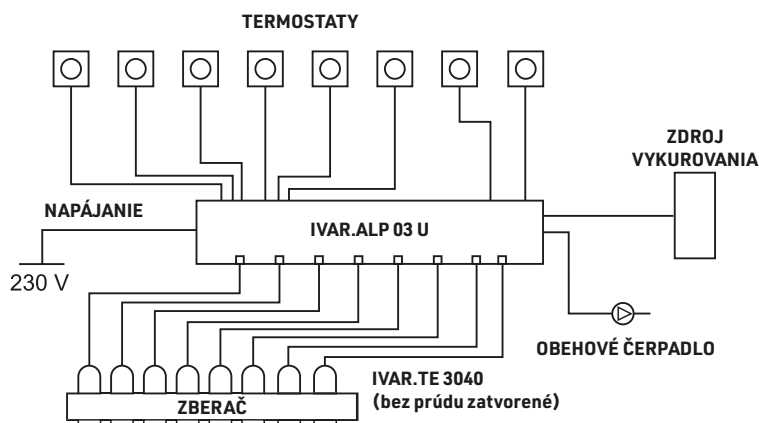 TERMOSTATY
ZDROJ
VYKUROVANIA
NAPÁJANIE
IVAR.ALP 03 U
230 V
OBEHOVÉ ČERPADLO
IVAR.TE 3040
(bez prúdu zatvorené)
ZBERAČ